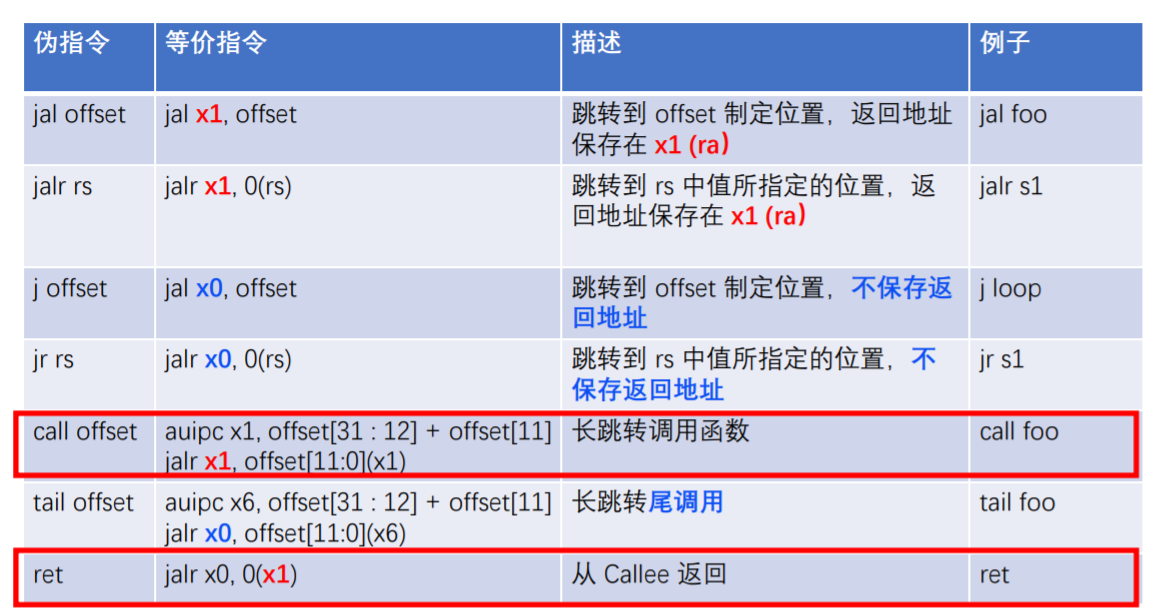 伪指令 等价指令 描述 例子
jal offset jal x1, offset 跳转到 offset 制定位置，返回地址 jal foo
保存在 x1 (ra)
jalr rs jalr x1, 0(rs) 跳转到 rs 中值所指定的位置，返 jalr s1
回地址保存在 x1 (ra)
j offset jal x0, offset 跳转到 offset 制定位置，不保存返 j loop
回地址
jr rs jalr x0, 0(rs) 跳转到 rs 中值所指定的位置，不 jr s1
保存返回地址
call offset auipc x1, offset[31 : 12] + offset[11] 长跳转调用函数 call foo
jalr x1, offset[11:0](x1)
tail offset auipc x6, offset[31 : 12] + offset[11] 长跳转尾调用 tail foo
jalr x0, offset[11:0](x6)
ret jalr x0, 0(x1) 从 Callee 返回 ret